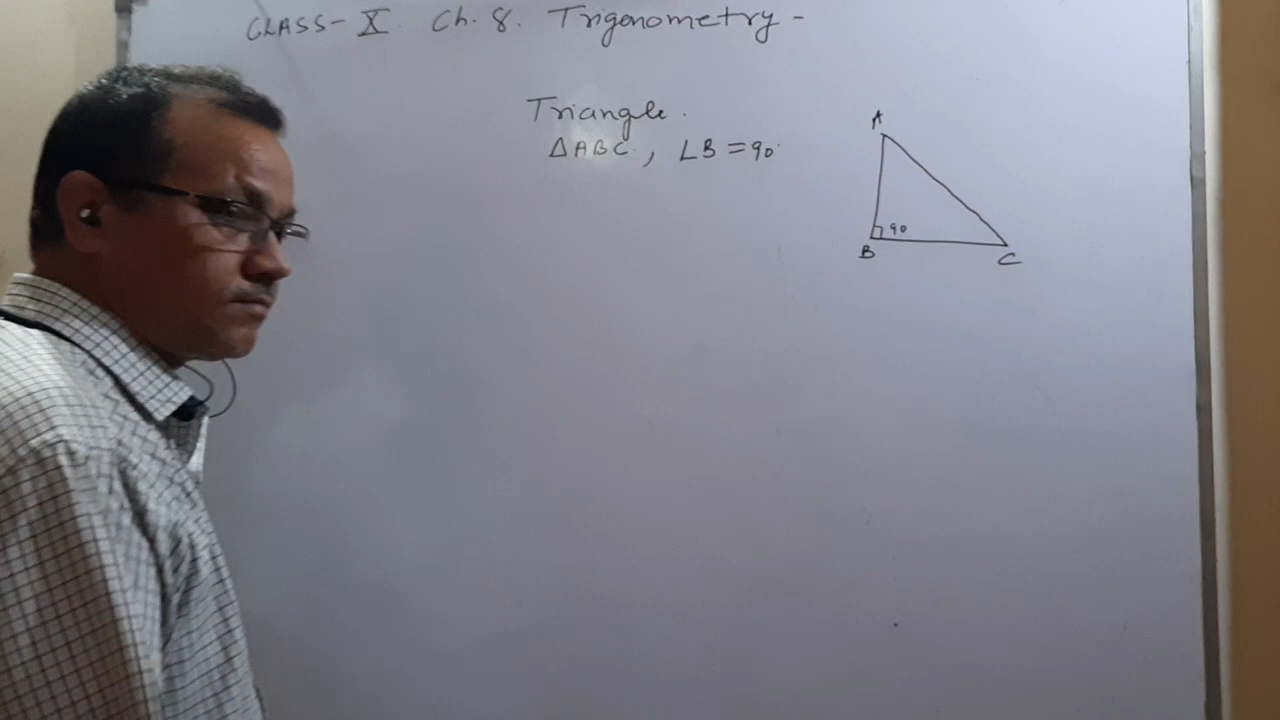 CLASS-X. Ch. 8. Trigonometry -
Triangle.
ΔABC., ∠B = 90
A
90
B
C